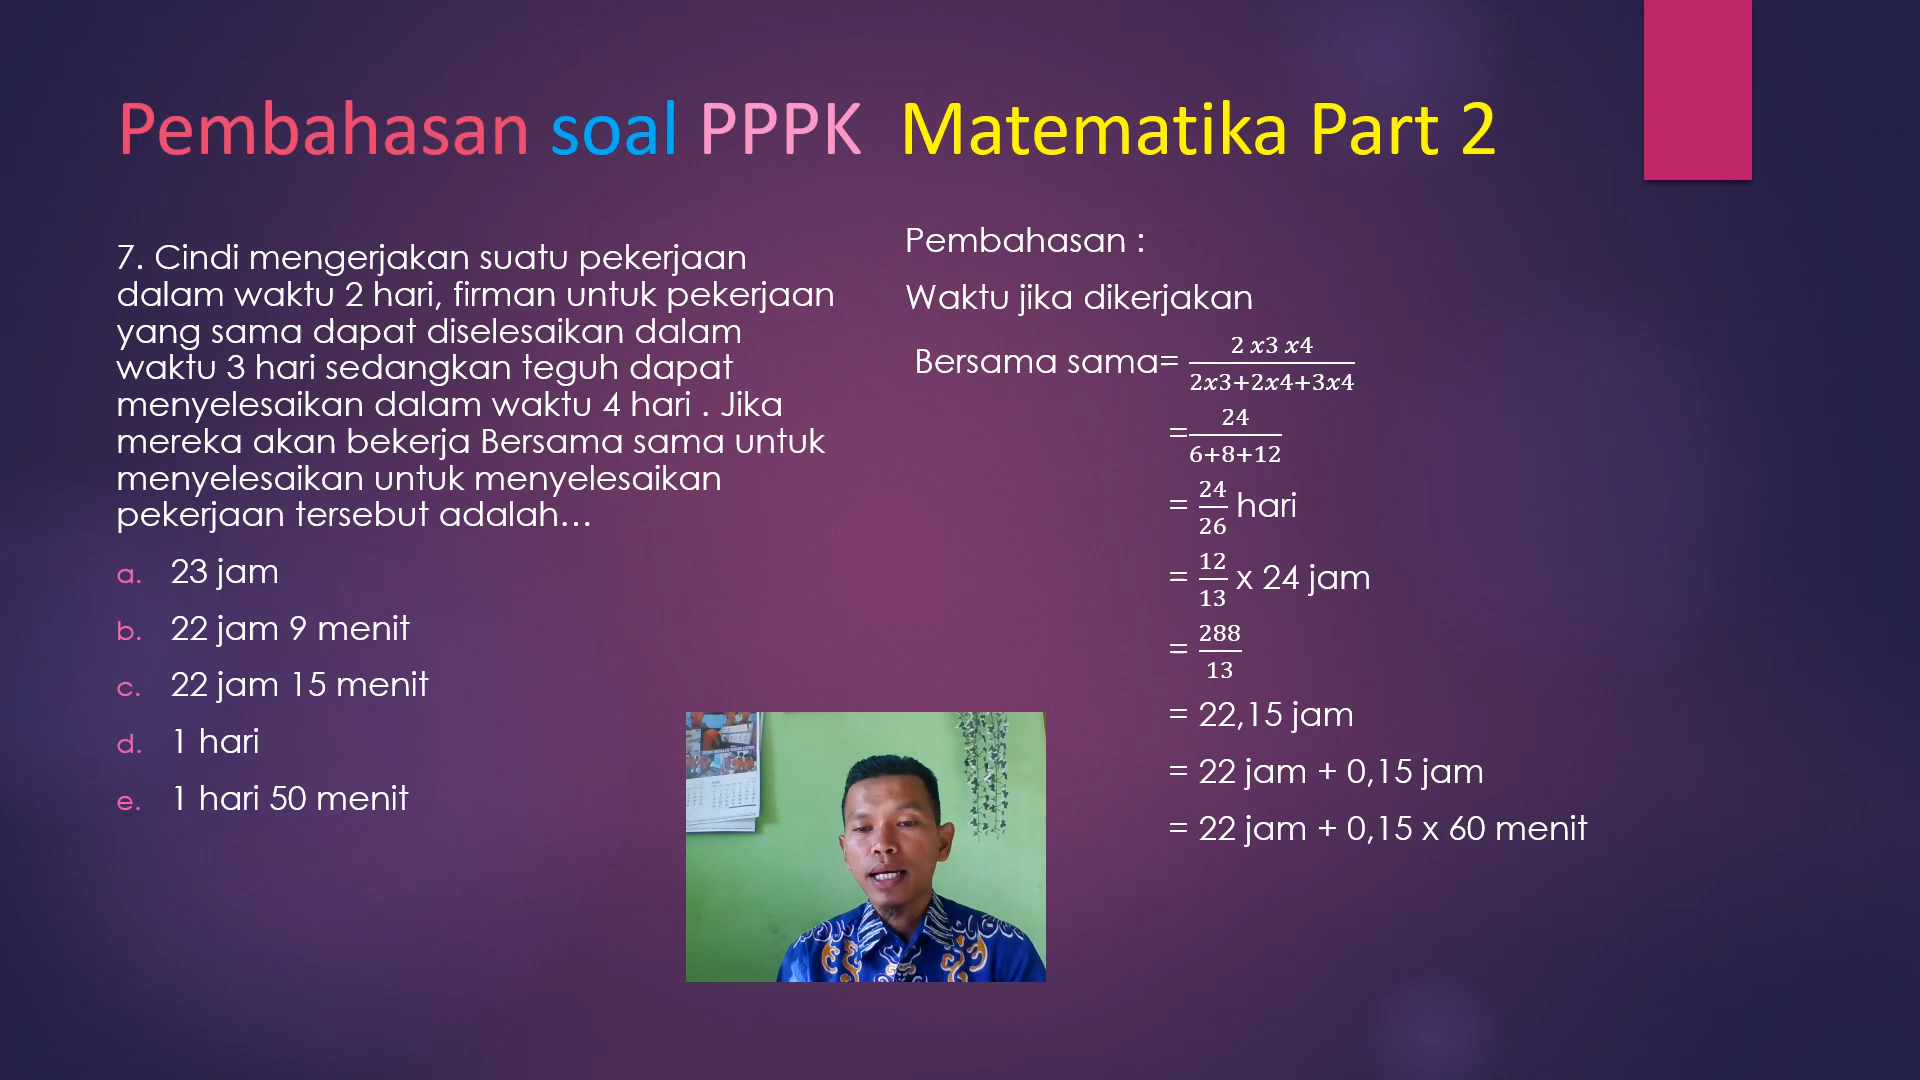 Pembahasan soal PPPK Matematika Part 2
7. Cindi mengerjakan suatu pekerjaan
dalam waktu 2 hari, firman untuk pekerjaan
yang sama dapat diselesaikan dalam
waktu 3 hari sedangkan teguh dapat
menyelesaikan dalam waktu 4 hari . Jika
mereka akan bekerja Bersama sama untuk
menyelesaikan untuk menyelesaikan
pekerjaan tersebut adalah…
a. 23 jam
b. 22 jam 9 menit
c. 22 jam 15 menit
d. 1 hari
e. 1 hari 50 menit
Pembahasan :
Waktu jika dikerjakan
Bersama sama= 2 x3 x4 / 2x3+2x4+3x4
= 24 / 6+8+12
= 24/26 hari
= 12/13 x 24 jam
= 288/13
= 22,15 jam
= 22 jam + 0,15 jam
= 22 jam + 0,15 x 60 menit